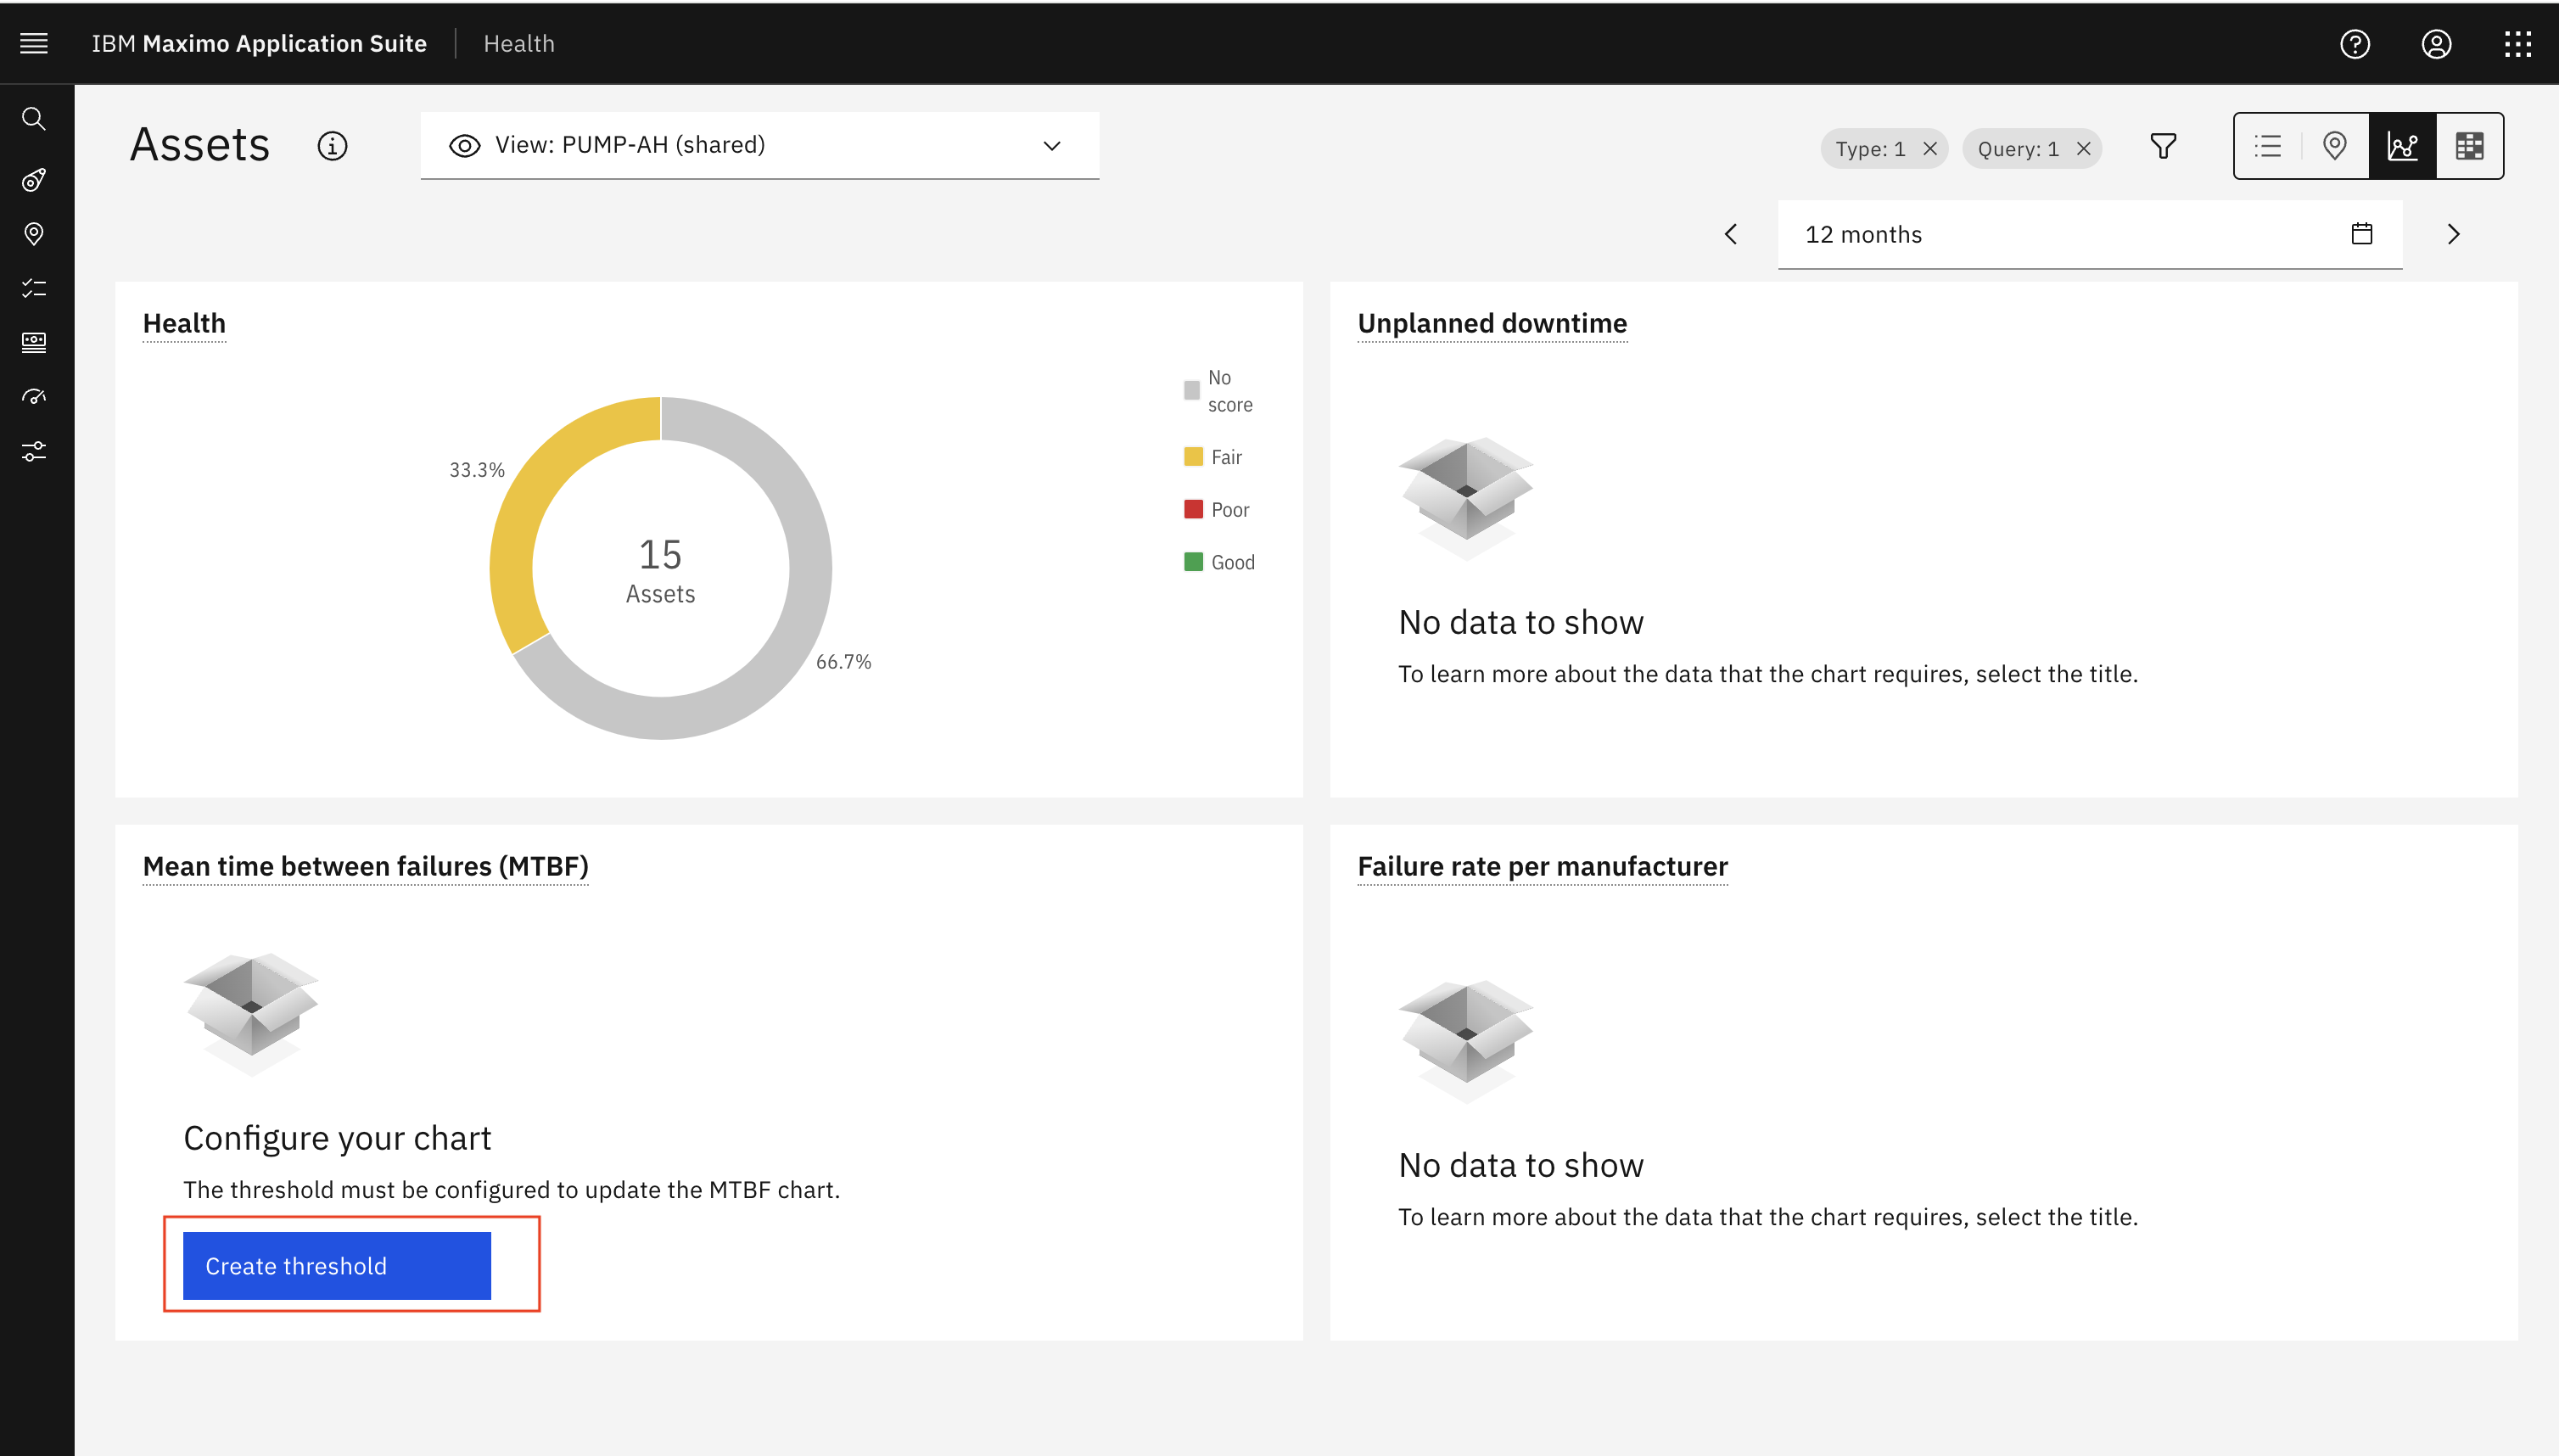 IBM Maximo Application Suite Health
Assets
View: PUMP-AH (shared)
Type: 1
Query: 1
12 months
Health
33.3%
66.7%
15
Assets
No
score
Fair
Poor
Good
Unplanned downtime
No data to show
To learn more about the data that the chart requires, select the title.
Mean time between failures (MTBF)
Configure your chart
The threshold must be configured to update the MTBF chart.
Create threshold
Failure rate per manufacturer
No data to show
To learn more about the data that the chart requires, select the title.